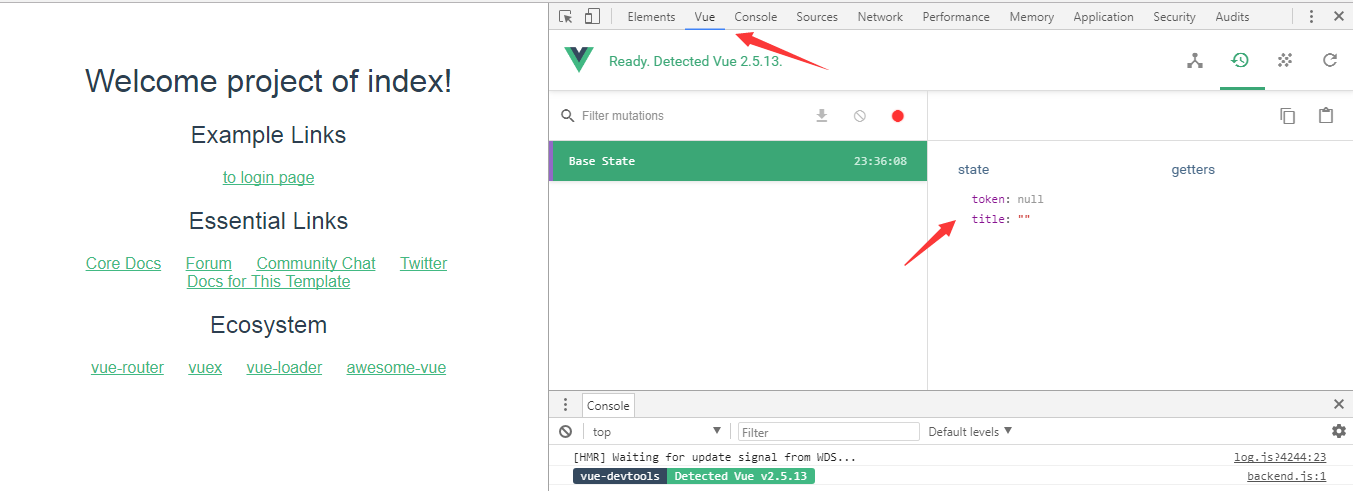 Welcome project of index!
Example Links
to login page
Essential Links
Core Docs Forum Community Chat Twitter
Docs for This Template
Ecosystem
vue-router vuex vue-loader awesome-vue
Elements Vue Console Sources Network Performance Memory Application Security Audits
Ready. Detected Vue 2.5.13.
Filter mutations
Base State 23:36:08
state getters
token: null
title: ""
Console
top Filter Default levels
[HMR] Waiting for update signal from WDS... log.js?4244:23
vue-devtools Detected Vue v2.5.13 backend.js:1